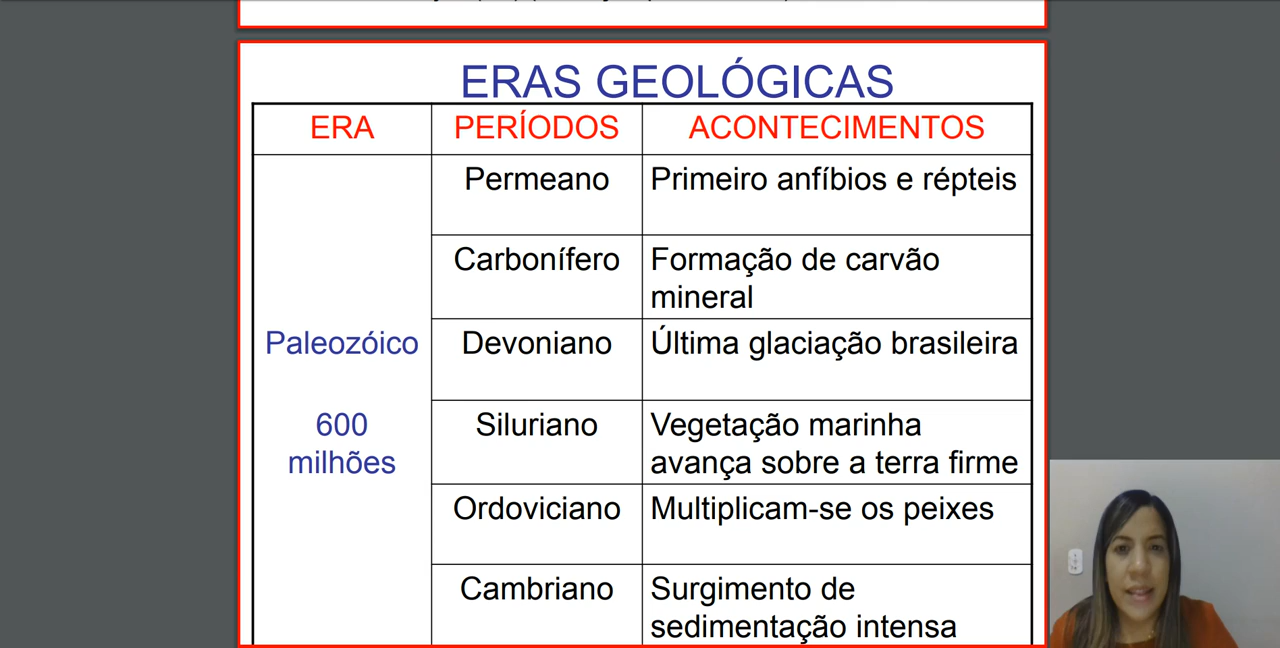 ERAS GEOLÓGICAS
ERA PERÍODOS ACONTECIMENTOS
Permeano Primeiro anfíbios e répteis
Carbonífero Formação de carvão
mineral
Paleozóico Devoniano Última glaciação brasileira
600 Siluriano Vegetação marinha
milhões avança sobre a terra firme
Ordoviciano Multiplicam-se os peixes
Cambriano Surgimento de
sedimentação intensa